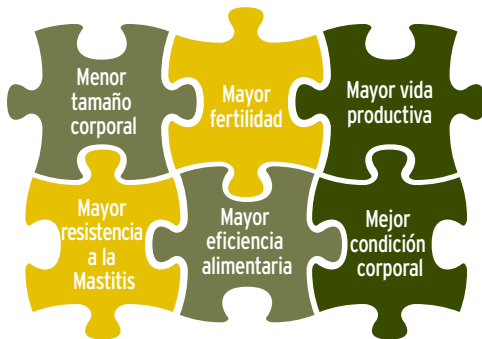 Menor
tamaño
corporal
Mayor
fertilidad
Mayor vida
productiva
Mayor
resistencia
a la
Mastitis
Mayor
eficiencia
alimentaria
Mejor
condición
corporal